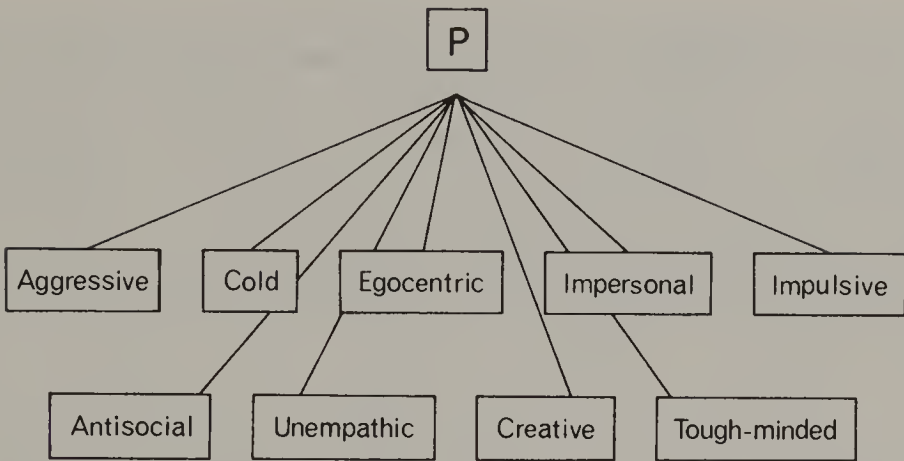 P
Aggressive Cold Egocentric Impersonal Impulsive
Antisocial Unempathic Creative Tough-minded